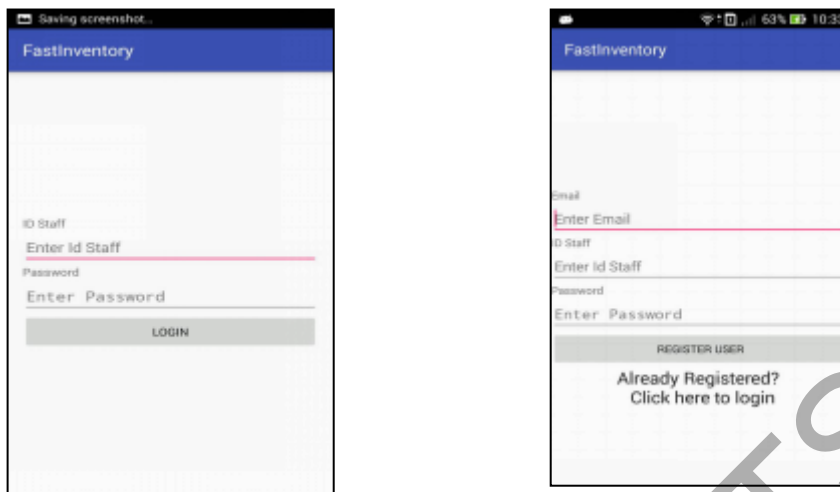 Saving screenshot...
FastInventory
ID Staff
Enter Id Staff
Password
Enter Password
LOGIN
63% 10:33
FastInventory
Email
Enter Email
ID Staff
Enter Id Staff
Password
Enter Password
REGISTER USER
Already Registered?
Click here to login